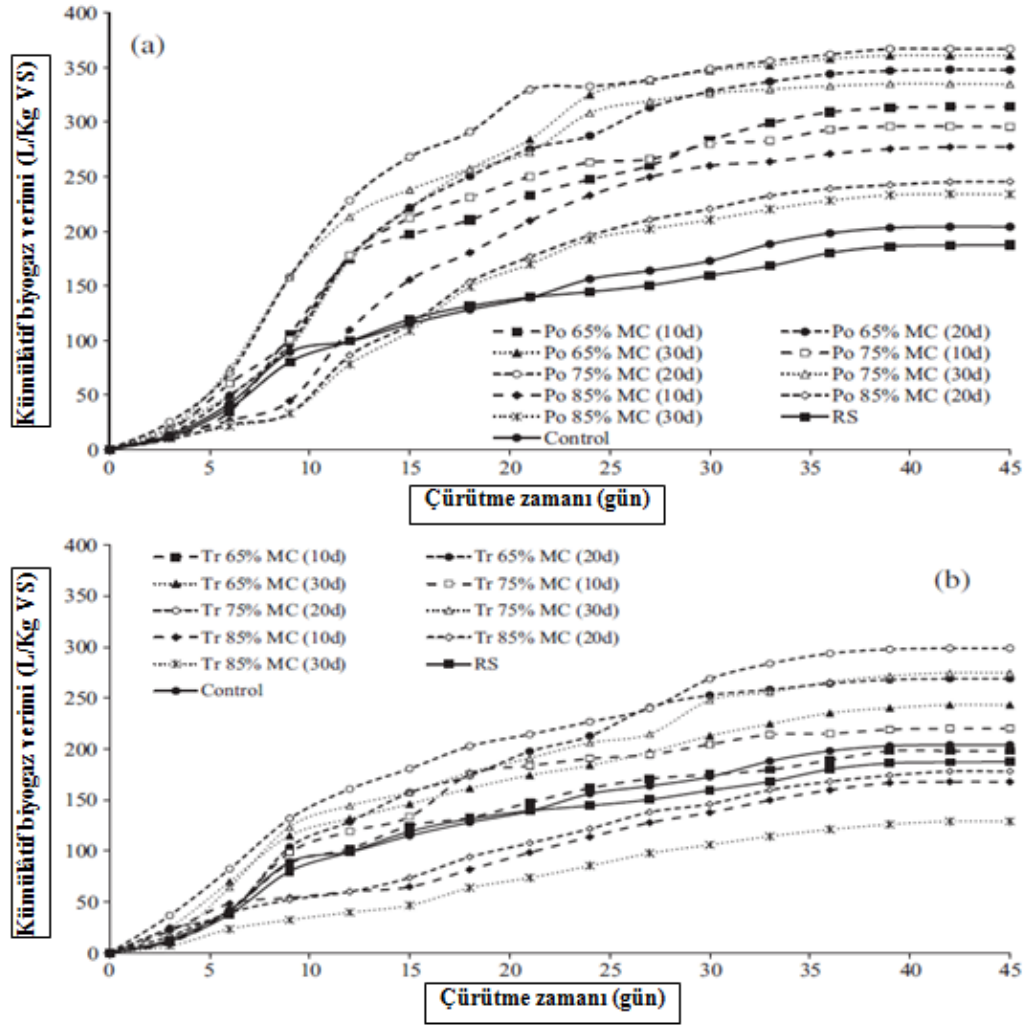 400
350
300
250
200
150
100
50
0
(a)
Kümülatif biyogaz verimi (L/Kg VS)
Po 65% MC (10d)
Po 65% MC (20d)
Po 65% MC (30d)
Po 75% MC (10d)
Po 75% MC (20d)
Po 75% MC (30d)
Po 85% MC (10d)
Po 85% MC (20d)
Po 85% MC (30d)
RS
Control
0 5 10 15 20 25 30 35 40 45
Çürütme zamanı (gün)
400
350
300
250
200
150
100
50
0
Kümülatif biyogaz verimi (L/Kg VS)
Tr 65% MC (10d)
Tr 65% MC (20d)
Tr 65% MC (30d)
Tr 75% MC (10d)
(b)
Tr 75% MC (20d)
Tr 75% MC (30d)
Tr 85% MC (10d)
Tr 85% MC (20d)
Tr 85% MC (30d)
RS
Control
0 5 10 15 20 25 30 35 40 45
Çürütme zamanı (gün)